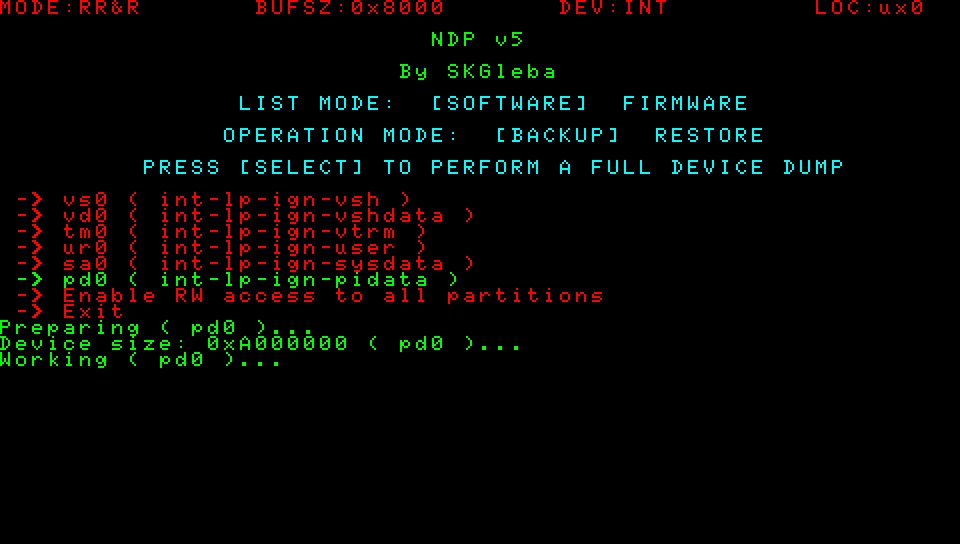 MODE:RR&R BUFSZ:0x8000 DEV:INT LOC:ux0
NDP v5
By SKGleba
LIST MODE: [SOFTWARE] FIRMWARE
OPERATION MODE: [BACKUP] RESTORE
PRESS [SELECT] TO PERFORM A FULL DEVICE DUMP
-> vs0 ( int-lp-ign-vsh )
-> vd0 ( int-lp-ign-vshdata )
-> tm0 ( int-lp-ign-vtrm )
-> ur0 ( int-lp-ign-user )
-> sa0 ( int-lp-ign-sysdata )
-> pd0 ( int-lp-ign-pidata )
-> Enable RW access to all partitions
-> Exit
Preparing ( pd0 )...
Device size: 0xA000000 ( pd0 )...
Working ( pd0 )...